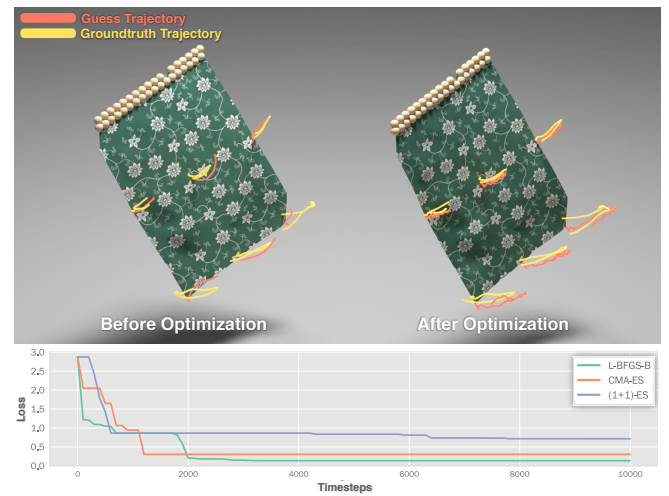 Guess Trajectory
Groundtruth Trajectory
Before Optimization
After Optimization
3.0
2.5
2.0
1.5
1.0
0.5
0.0
Loss
L-BFGS-B
CMA-ES
(1+1)-ES
0
2000
4000
6000
8000
10000
Timesteps